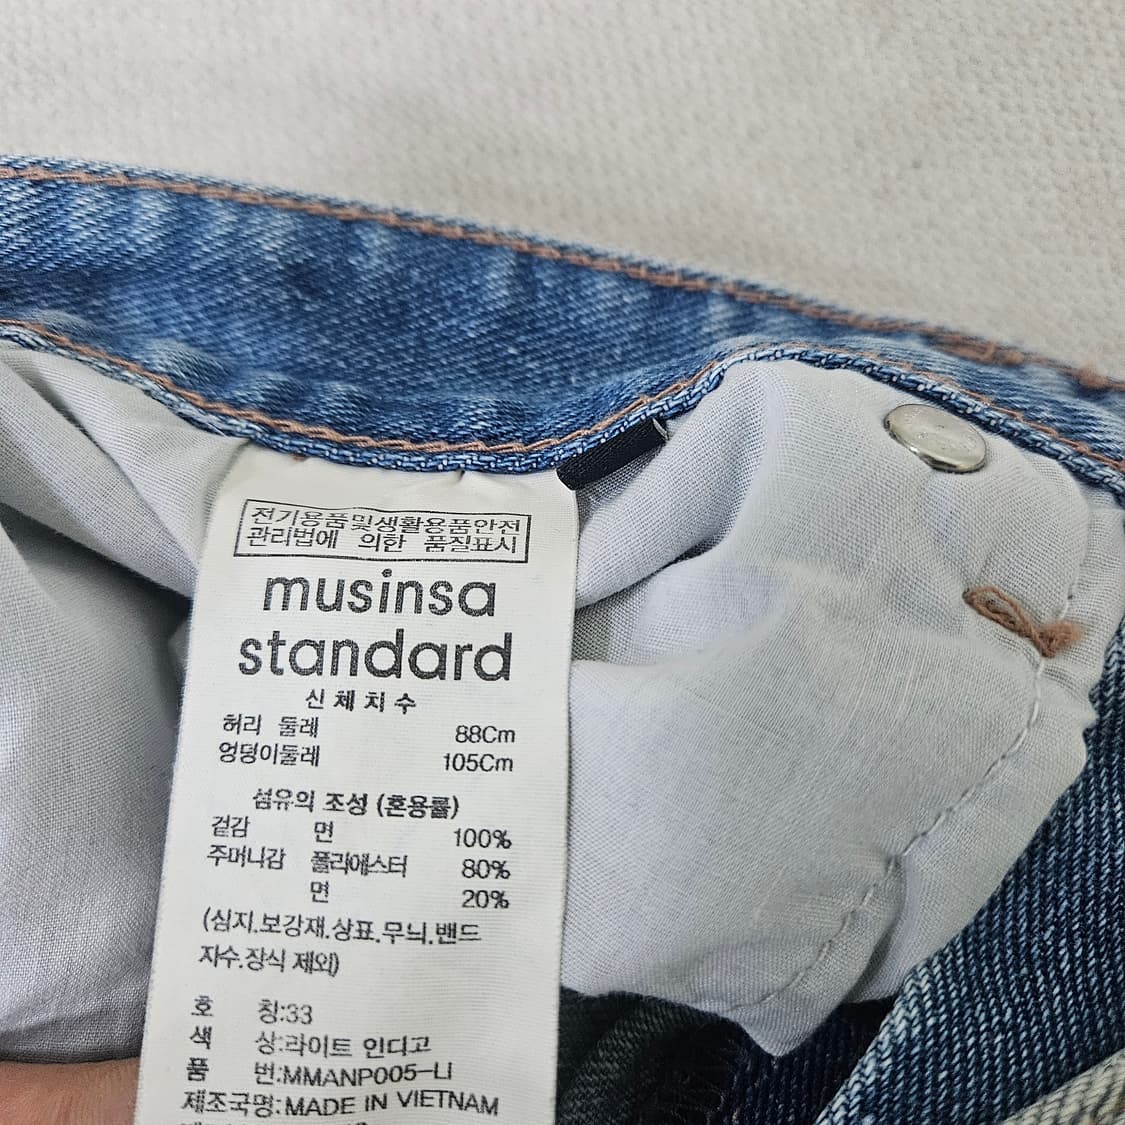 전기용품및생활용품안전
관리법에 의한 품질표시
musinsa
standard
신체치수
허리 둘레 88Cm
엉덩이둘레 105Cm
섬유의 조성 (혼용률)
겉감 면 100%
주머니감 폴리에스터 80%
면 20%
(심지.보강재.상표.무늬.밴드
자수.장식 제외)
호 칭:33
색 상:라이트 인디고
품 번:MMANP005-LI
제조국명:MADE IN VIETNAM